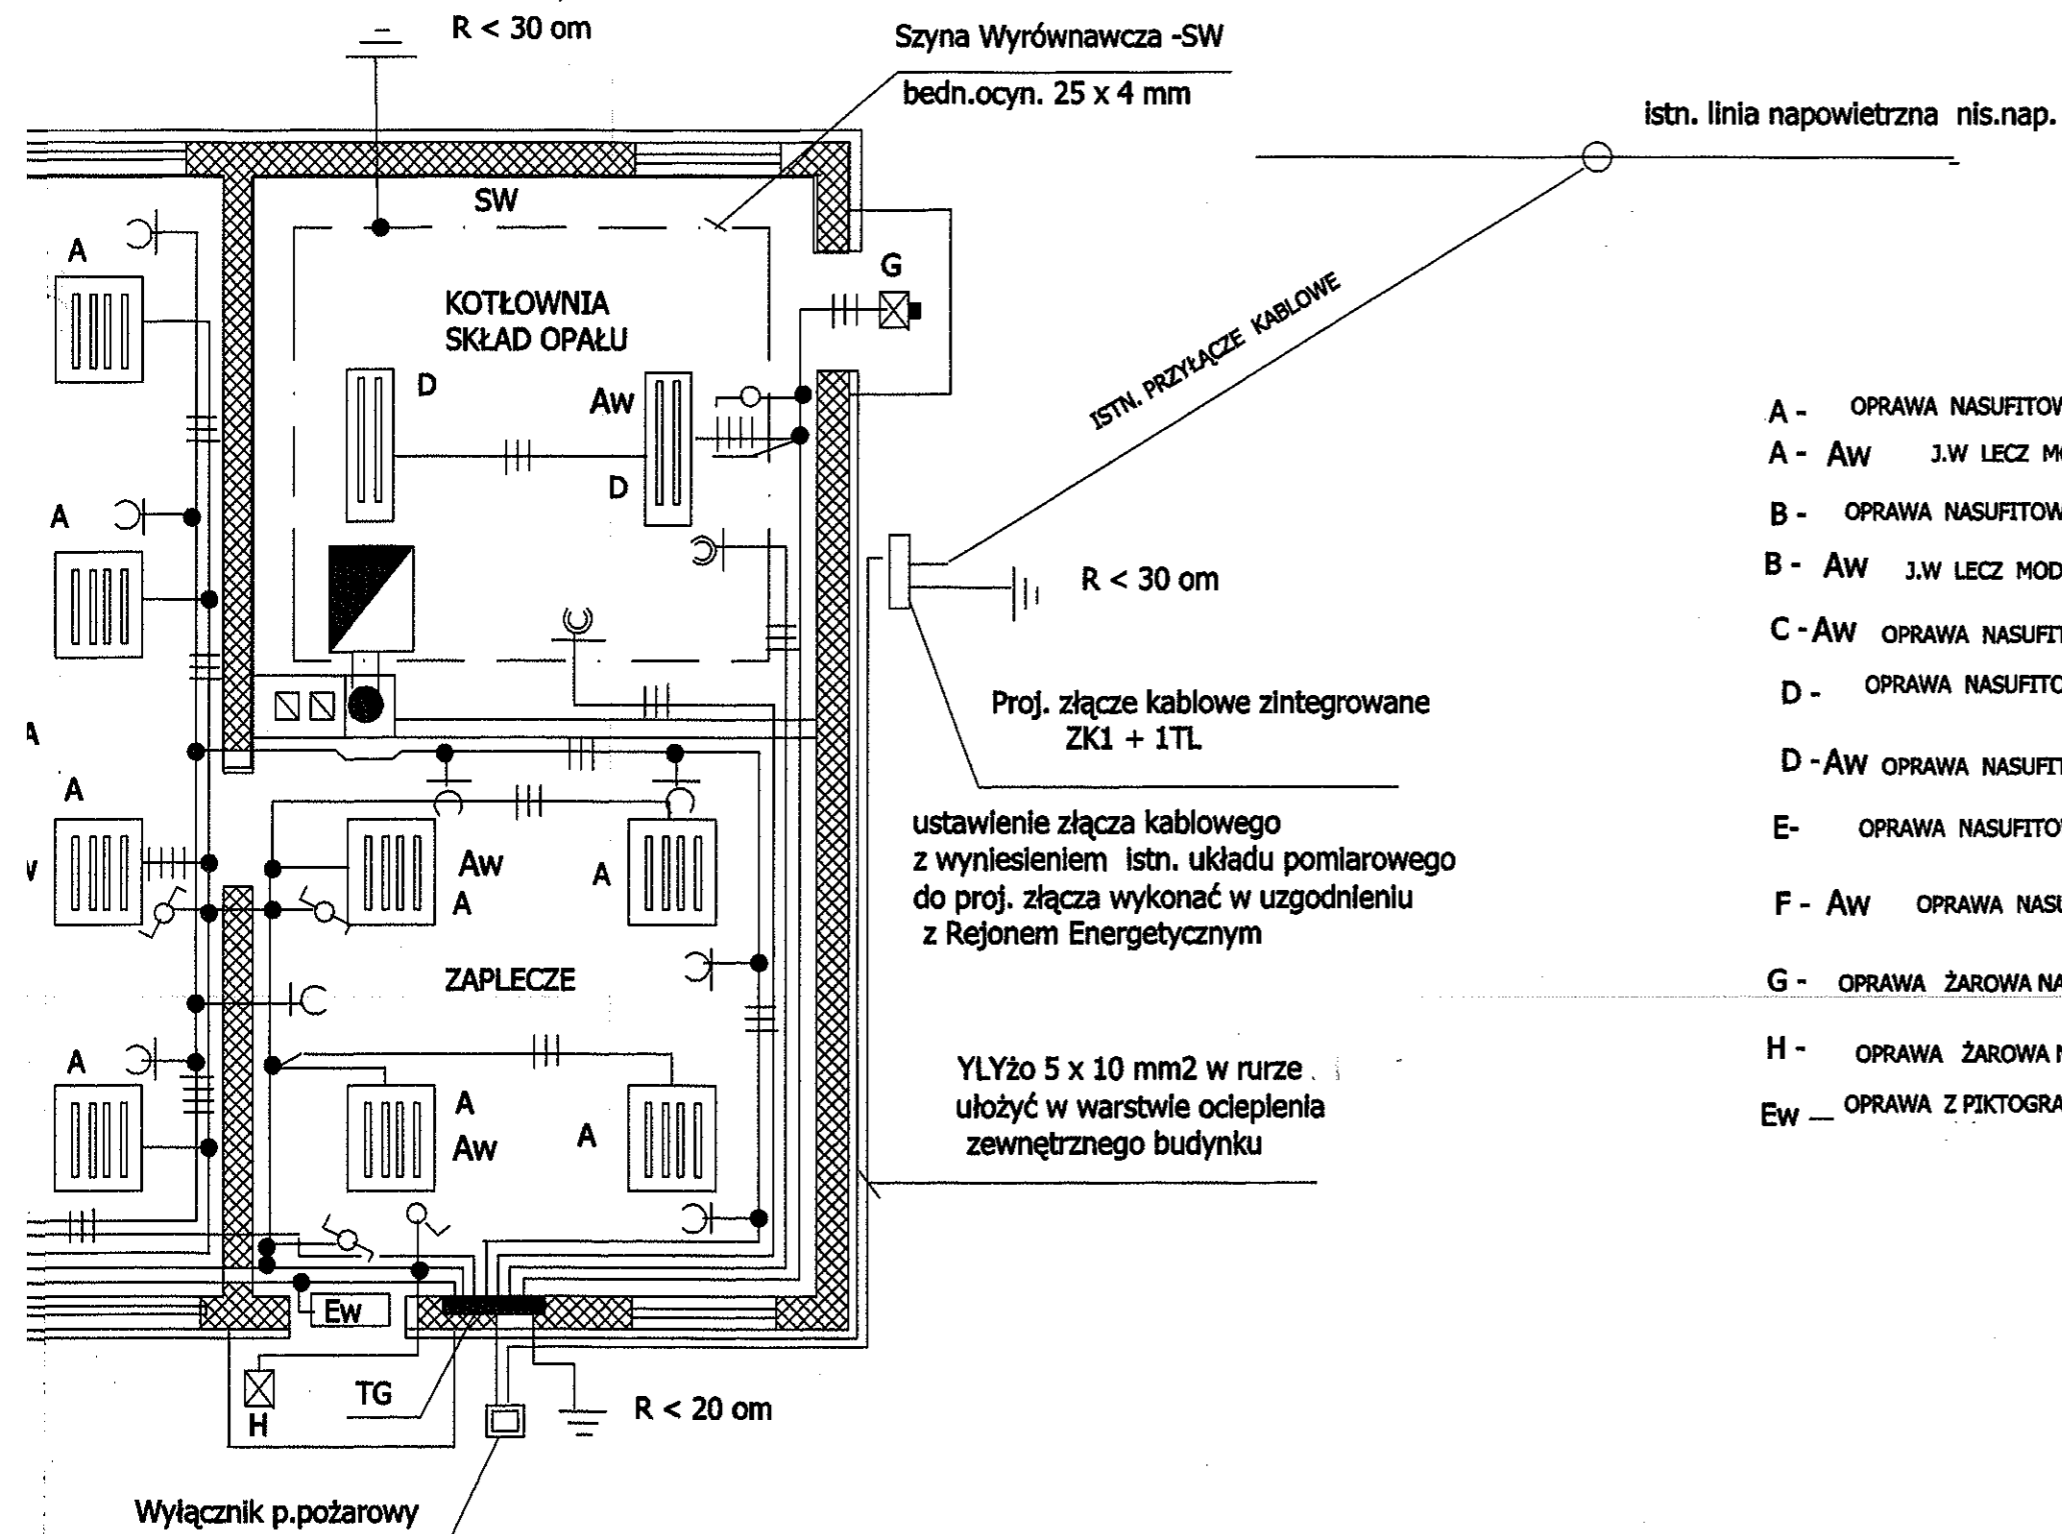 R < 30 om
Szyna Wyrównawcza -SW
bedn.ocyn. 25 x 4 mm
istn. linia napowietrzna nis.nap.
SW
A
G
KOTŁOWNIA
SKŁAD OPAŁU
ISTN. PRZYŁĄCZE KABLOWE
D
Aw
D
A
R < 30 om
Proj. złącze kablowe zintegrowane
ZK1 + 1TL
A
A
Aw
A
A
ustawienie złącza kablowego
z wyniesieniem istn. układu pomiarowego
do proj. złącza wykonać w uzgodnieniu
z Rejonem Energetycznym
ZAPLECZE
A
A
Aw
A
YLYżo 5 x 10 mm2 w rurze
ułożyć w warstwie ocieplenia
zewnętrznego budynku
Ew
TG
H
R < 20 om
Wyłącznik p.pożarowy
A - OPRAWA NASUFITOW
A - Aw J.W LECZ MO
B - OPRAWA NASUFITOW
B - Aw J.W LECZ MOD
C - Aw OPRAWA NASUFIT
D - OPRAWA NASUFITO
D - Aw OPRAWA NASUFIT
E- OPRAWA NASUFITO
F - Aw OPRAWA NASU
G - OPRAWA ŻAROWA NA
H - OPRAWA ŻAROWA N
Ew — OPRAWA Z PIKTOGRA